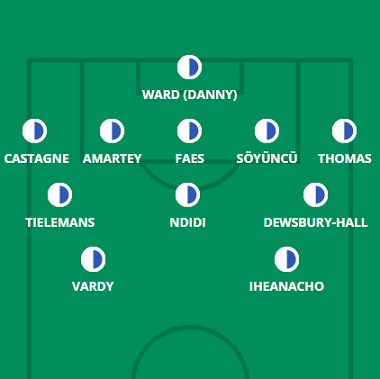 WARD (DANNY)
CASTAGNE AMARTEY FAES SÖYÜNCÜ THOMAS
TIELEMANS NDIDI DEWSBURY-HALL
VARDY IHEANACHO